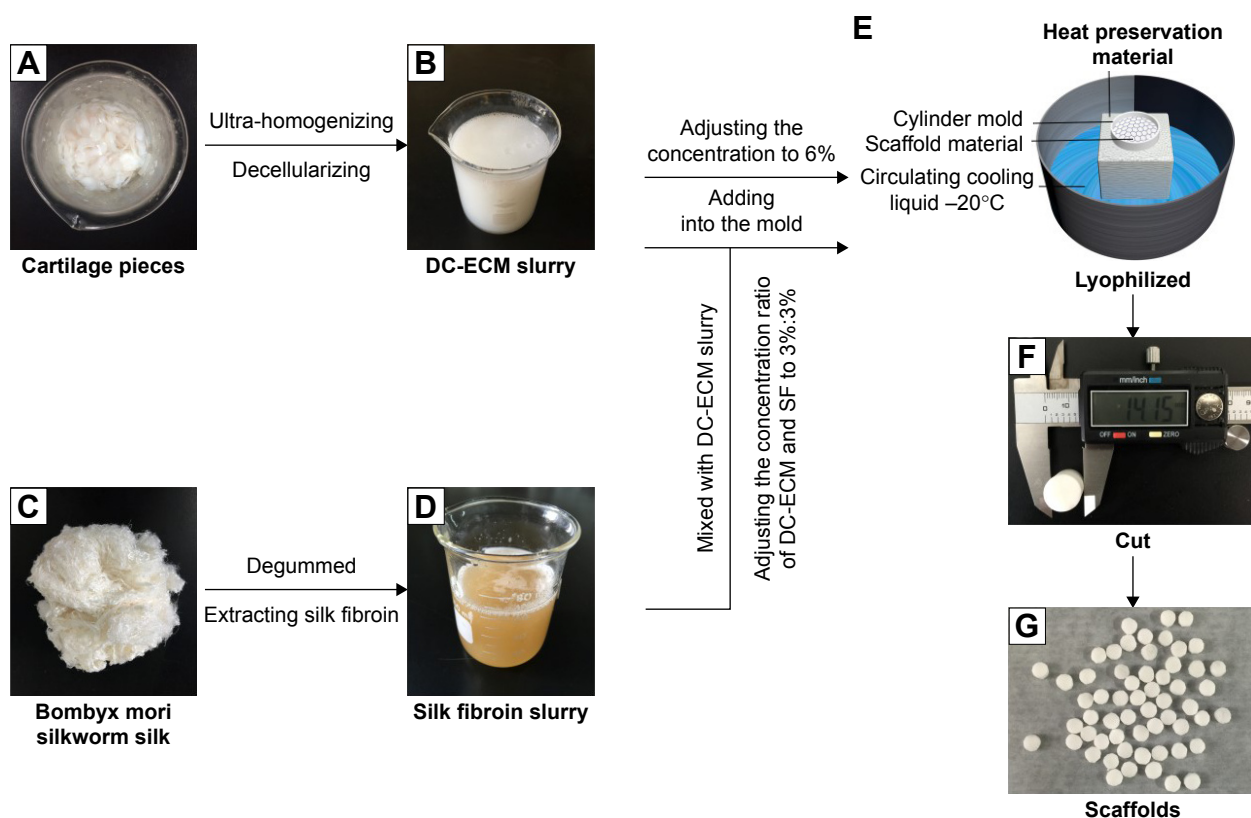 A
Cartilage pieces
Ultra-homogenizing
Decellularizing
B
DC-ECM slurry
Adjusting the
concentration to 6%
Adding
into the mold
Mixed with DC-ECM slurry
Adjusting the concentration ratio
of DC-ECM and SF to 3%:3%
C
Bombyx mori
silkworm silk
Degummed
Extracting silk fibroin
D
Silk fibroin slurry
E
Heat preservation
material
Cylinder mold
Scaffold material
Circulating cooling
liquid –20°C
Lyophilized
F
mm/inch
14.15
OFF ON ZERO
Cut
G
Scaffolds